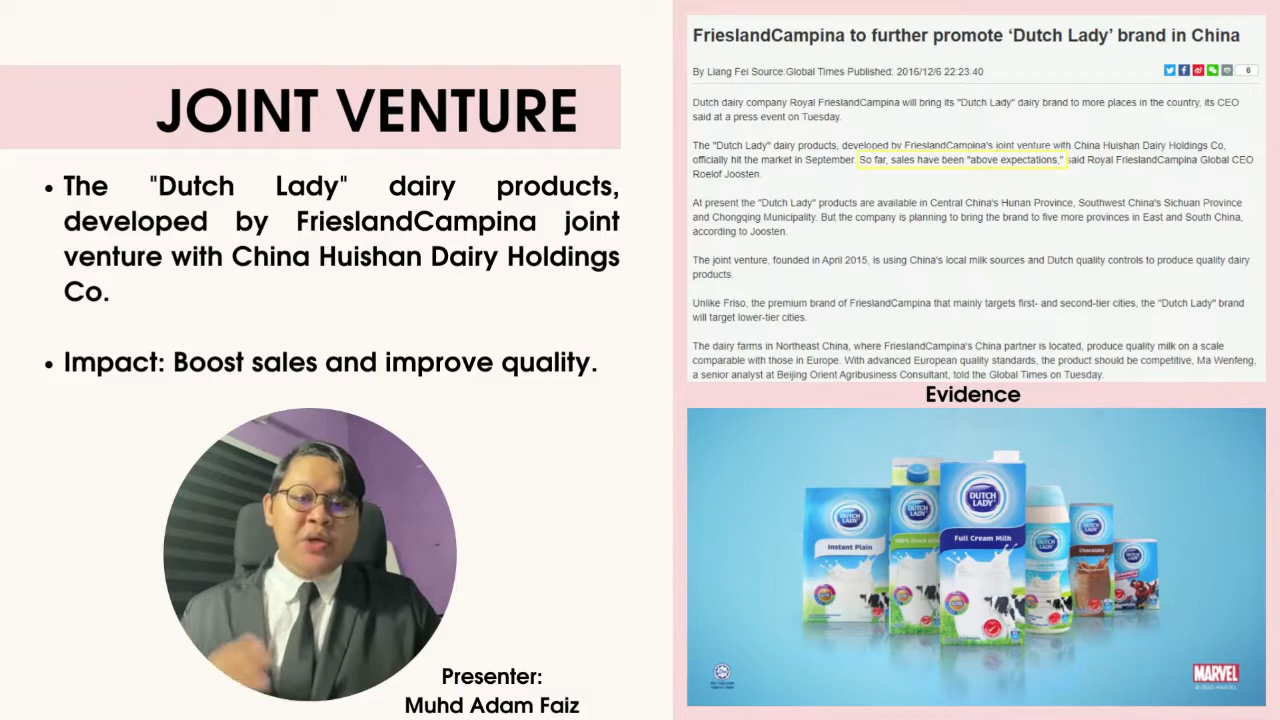 JOINT VENTURE
The "Dutch Lady" dairy products,
developed by FrieslandCampina joint
venture with China Huishan Dairy Holdings
Co.
Impact: Boost sales and improve quality.
Presenter:
Muhd Adam Faiz
FrieslandCampina to further promote ‘Dutch Lady’ brand in China
By Liang Fei Source:Global Times Published: 2016/12/6 22:23:40
6
Dutch dairy company Royal FrieslandCampina will bring its "Dutch Lady" dairy brand to more places in the country, its CEO
said at a press event on Tuesday.
The "Dutch Lady" dairy products, developed by FrieslandCampina's joint venture with China Huishan Dairy Holdings Co,
officially hit the market in September. So far, sales have been "above expectations," said Royal FrieslandCampina Global CEO
Roelof Joosten.
At present the "Dutch Lady" products are available in Central China's Hunan Province, Southwest China's Sichuan Province
and Chongqing Municipality. But the company is planning to bring the brand to five more provinces in East and South China,
according to Joosten.
The joint venture, founded in April 2015, is using China's local milk sources and Dutch quality controls to produce quality dairy
products.
Unlike Friso, the premium brand of FrieslandCampina that mainly targets first- and second-tier cities, the "Dutch Lady" brand
will target lower-tier cities.
The dairy farms in Northeast China, where FrieslandCampina's China partner is located, produce quality milk on a scale
comparable with those in Europe. With advanced European quality standards, the product should be competitive, Ma Wenfeng,
a senior analyst at Beijing Orient Agribusiness Consultant, told the Global Times on Tuesday.
Evidence
DUTCH LADY
Instant Plain
DUTCH LADY
DUTCH LADY
Full Cream Milk
DUTCH LADY
DUTCH LADY
Chocolate
DUTCH LADY
MARVEL